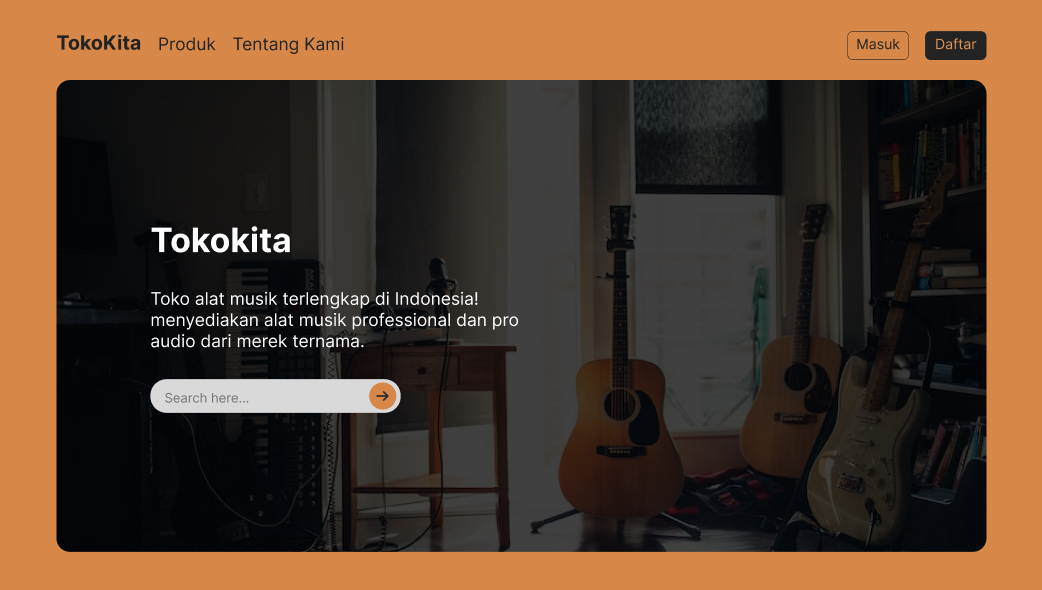 TokoKita Produk Tentang Kami Masuk Daftar
Tokokita
Toko alat musik terlengkap di Indonesia!
menyediakan alat musik professional dan pro
audio dari merek ternama.
Search here...